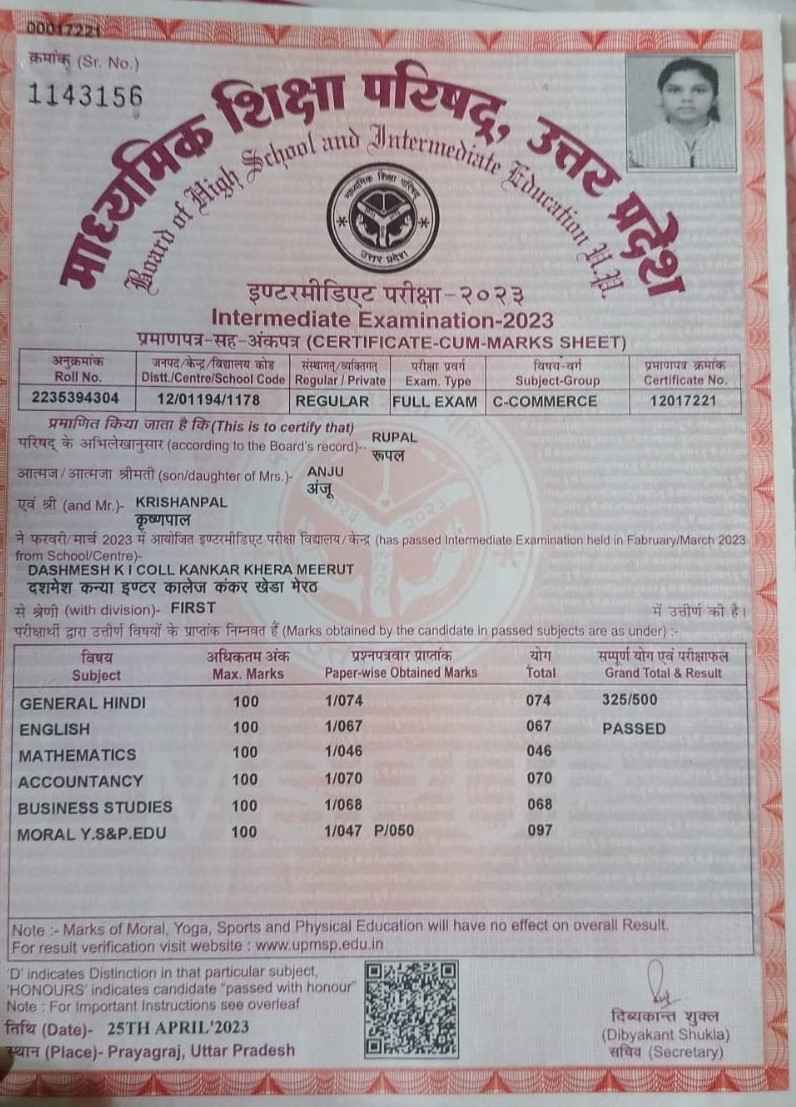 00017221
क्रमांक (Sr. No.)
1143156
माध्यमिक शिक्षा परिषद्, उत्तर प्रदेश
Board of High School and Intermediate Education U.P.
माध्यमिक शिक्षा परिषद्
उत्तर प्रदेश
इण्टरमीडिएट परीक्षा-२०२३
Intermediate Examination-2023
प्रमाणपत्र-सह-अंकपत्र (CERTIFICATE-CUM-MARKS SHEET)
अनुक्रमांक जनपद/केन्द्र/विद्यालय कोड संस्थागत/व्यक्तिगत परीक्षा प्रवर्ग विषय-वर्ग प्रमाणपत्र क्रमांक
Roll No. Distt./Centre/School Code Regular / Private Exam. Type Subject-Group Certificate No.
2235394304 12/01194/1178 REGULAR FULL EXAM C-COMMERCE 12017221
प्रमाणित किया जाता है कि (This is to certify that)
परिषद् के अभिलेखानुसार (according to the Board's record)-- RUPAL
रूपल
आत्मज/आत्मजा श्रीमती (son/daughter of Mrs.)- ANJU
अंजू
एवं श्री (and Mr.)- KRISHANPAL
कृष्णपाल
ने फरवरी/मार्च 2023 में आयोजित इण्टरमीडिएट परीक्षा विद्यालय/केन्द्र (has passed Intermediate Examination held in Fabruary/March 2023
from School/Centre)-
DASHMESH K I COLL KANKAR KHERA MEERUT
दशमेश कन्या इण्टर कालेज कंकर खेडा मेरठ
से श्रेणी (with division)- FIRST में उत्तीर्ण की है।
परीक्षार्थी द्वारा उत्तीर्ण विषयों के प्राप्तांक निम्नवत हैं (Marks obtained by the candidate in passed subjects are as under) :-
विषय अधिकतम अंक प्रश्नपत्रवार प्राप्तांक योग सम्पूर्ण योग एवं परीक्षाफल
Subject Max. Marks Paper-wise Obtained Marks Total Grand Total & Result
GENERAL HINDI 100 1/074 074 325/500
ENGLISH 100 1/067 067 PASSED
MATHEMATICS 100 1/046 046
ACCOUNTANCY 100 1/070 070
BUSINESS STUDIES 100 1/068 068
MORAL Y.S&P.EDU 100 1/047 P/050 097
Note :- Marks of Moral, Yoga, Sports and Physical Education will have no effect on overall Result.
For result verification visit website : www.upmsp.edu.in
'D' indicates Distinction in that particular subject,
'HONOURS' indicates candidate "passed with honour"
Note : For Important Instructions see overleaf
तिथि (Date)- 25TH APRIL'2023
स्थान (Place)- Prayagraj, Uttar Pradesh
दिब्यकान्त शुक्ल
(Dibyakant Shukla)
सचिव (Secretary)